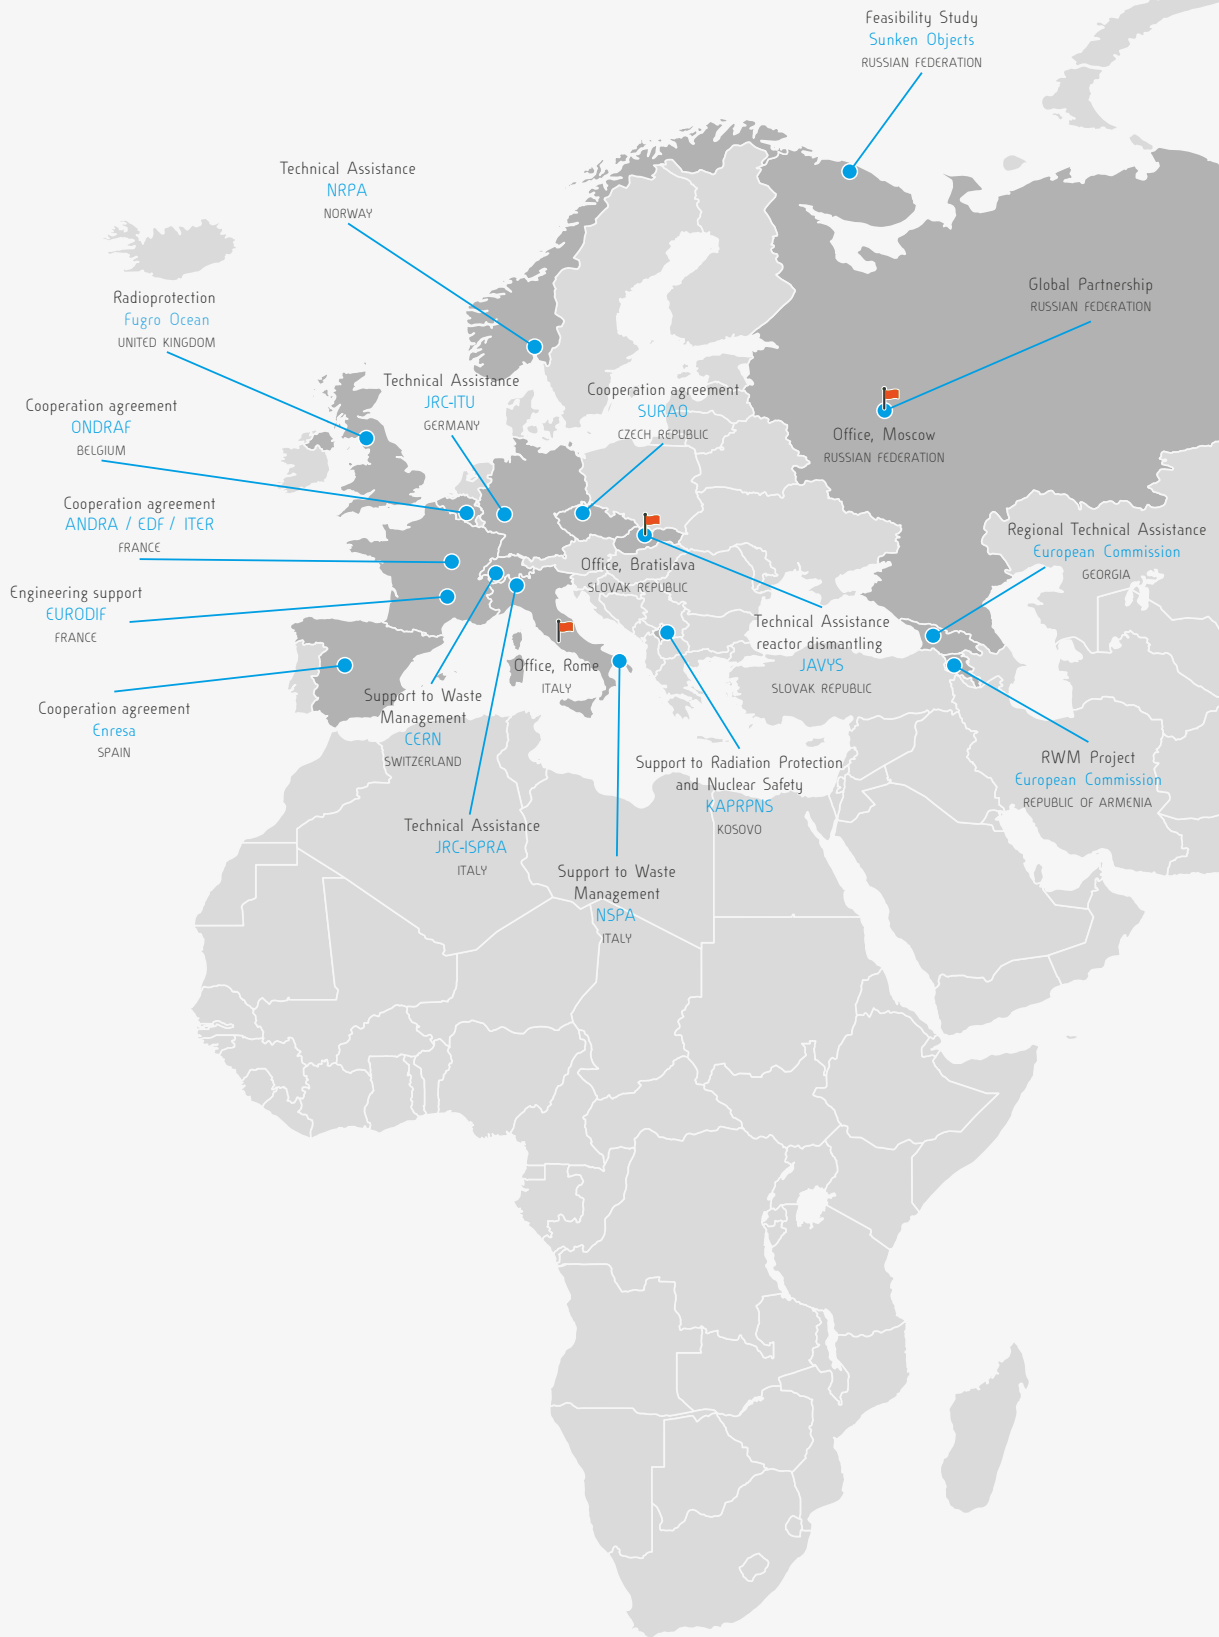 Feasibility Study
Sunken Objects
RUSSIAN FEDERATION
Technical Assistance
NRPA
NORWAY
Global Partnership
RUSSIAN FEDERATION
Radioprotection
Fugro Ocean
UNITED KINGDOM
Technical Assistance
JRC-ITU
GERMANY
Cooperation agreement
SURAO
CZECH REPUBLIC
Cooperation agreement
ONDRAF
BELGIUM
Office, Moscow
RUSSIAN FEDERATION
Cooperation agreement
ANDRA / EDF / ITER
FRANCE
Regional Technical Assistance
European Commission
GEORGIA
Office, Bratislava
SLOVAK REPUBLIC
Engineering support
EURODIF
FRANCE
Technical Assistance
reactor dismantling
JAVYS
SLOVAK REPUBLIC
Office, Rome
ITALY
Support to Waste
Management
CERN
SWITZERLAND
Cooperation agreement
Enresa
SPAIN
Support to Radiation Protection
and Nuclear Safety
KAPRPNS
KOSOVO
RWM Project
European Commission
REPUBLIC OF ARMENIA
Technical Assistance
JRC-ISPRA
ITALY
Support to Waste
Management
NSPA
ITALY